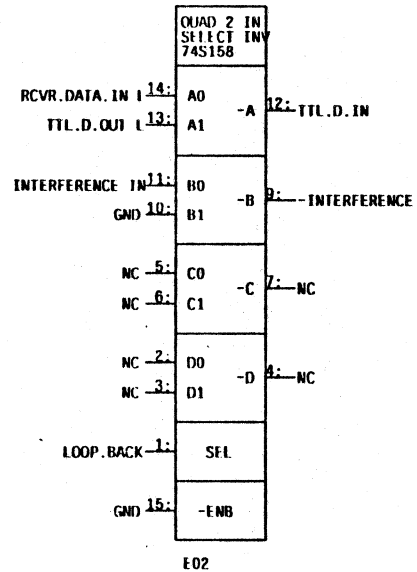 QUAD 2 IN
SELECT INV
74S158
RCVR.DATA.IN L 14: A0 -A 12: TTL.D.IN
TTL.D.OUT L 13: A1
INTERFERENCE IN 11: B0 -B 9: -INTERFERENCE
GND 10: B1
NC 5: C0 -C 7: NC
NC 6: C1
NC 2: D0 -D 4: NC
NC 3: D1
LOOP.BACK 1: SEL
GND 15: -ENB
E02